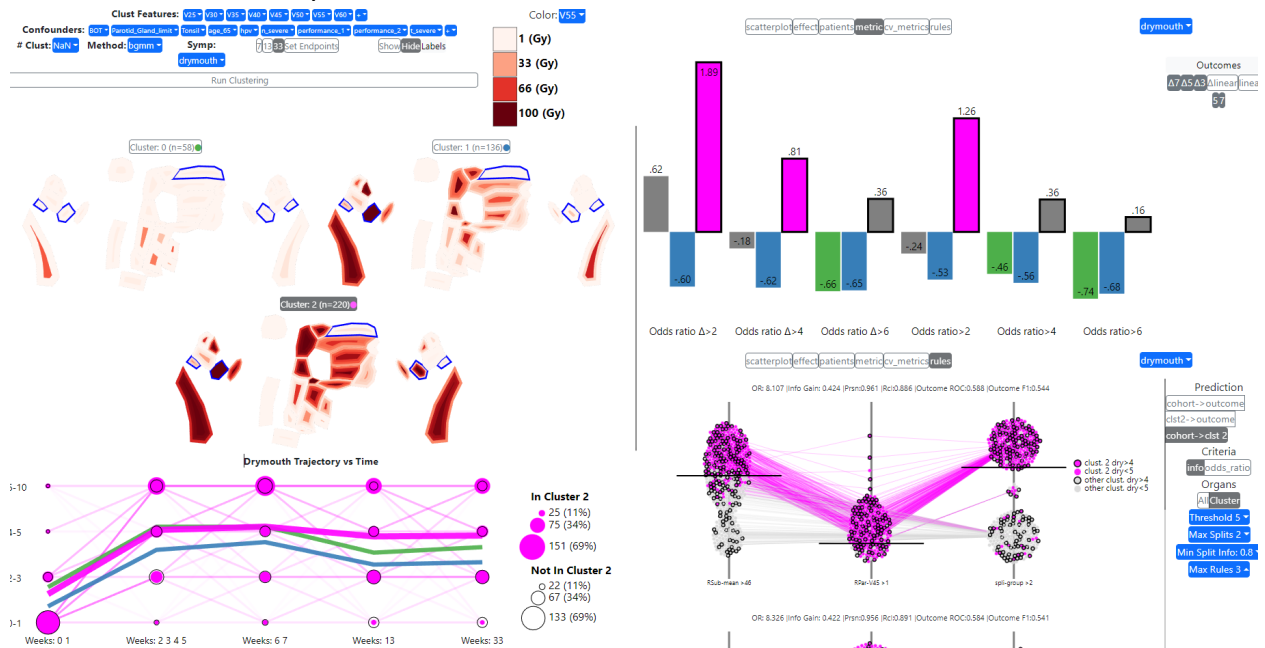 Clust Features: V25 V30 V35 V40 V45 V50 V55 V60 +
Confounders: BOT Parotid_Gland_limit Tonsil age_65 hpv n_severe performance_1 performance_2 t_severe +
# Clust: NaN Method: bgmm Symp:
drymouth
7 13 33 Set Endpoints
Show Hide Labels
Run Clustering
Color: V55
1 (Gy)
33 (Gy)
66 (Gy)
100 (Gy)
Cluster: 0 (n=58)
Cluster: 1 (n=136)
Cluster: 2 (n=220)
Drymouth Trajectory vs Time
6-10
4-5
2-3
0-1
Weeks: 0 1
Weeks: 2 3 4 5
Weeks: 6 7
Weeks: 13
Weeks: 33
In Cluster 2
25 (11%)
75 (34%)
151 (69%)
Not In Cluster 2
22 (11%)
67 (34%)
133 (69%)
scatterplot effect patients metric cv_metrics rules
drymouth
Outcomes
Δ7 Δ5 Δ3 Δlinear linea
5 7
.62
-.60
1.89
-.18
-.62
.81
-.66
-.65
.36
-.24
-.53
1.26
-.46
-.56
.36
-.74
-.68
.16
Odds ratio Δ>2
Odds ratio Δ>4
Odds ratio Δ>6
Odds ratio>2
Odds ratio>4
Odds ratio>6
scatterplot effect patients metric cv_metrics rules
drymouth
OR: 8.107 |Info Gain: 0.424 |Prsn:0.961 |Rcl:0.886 |Outcome ROC:0.588 |Outcome F1:0.544
clust. 2 dry>4
clust. 2 dry<5
other clust. dry>4
other clust. dry<5
RSub-mean >46
RPar-V45 >1
spli-group >2
OR: 8.326 |Info Gain: 0.422 |Prsn:0.956 |Rcl:0.891 |Outcome ROC:0.584 |Outcome F1:0.541
Prediction
cohort->outcome
clst2->outcome
cohort->clst 2
Criteria
info odds_ratio
Organs
All Cluster
Threshold 5
Max Splits 2
Min Split Info: 0.8
Max Rules 3